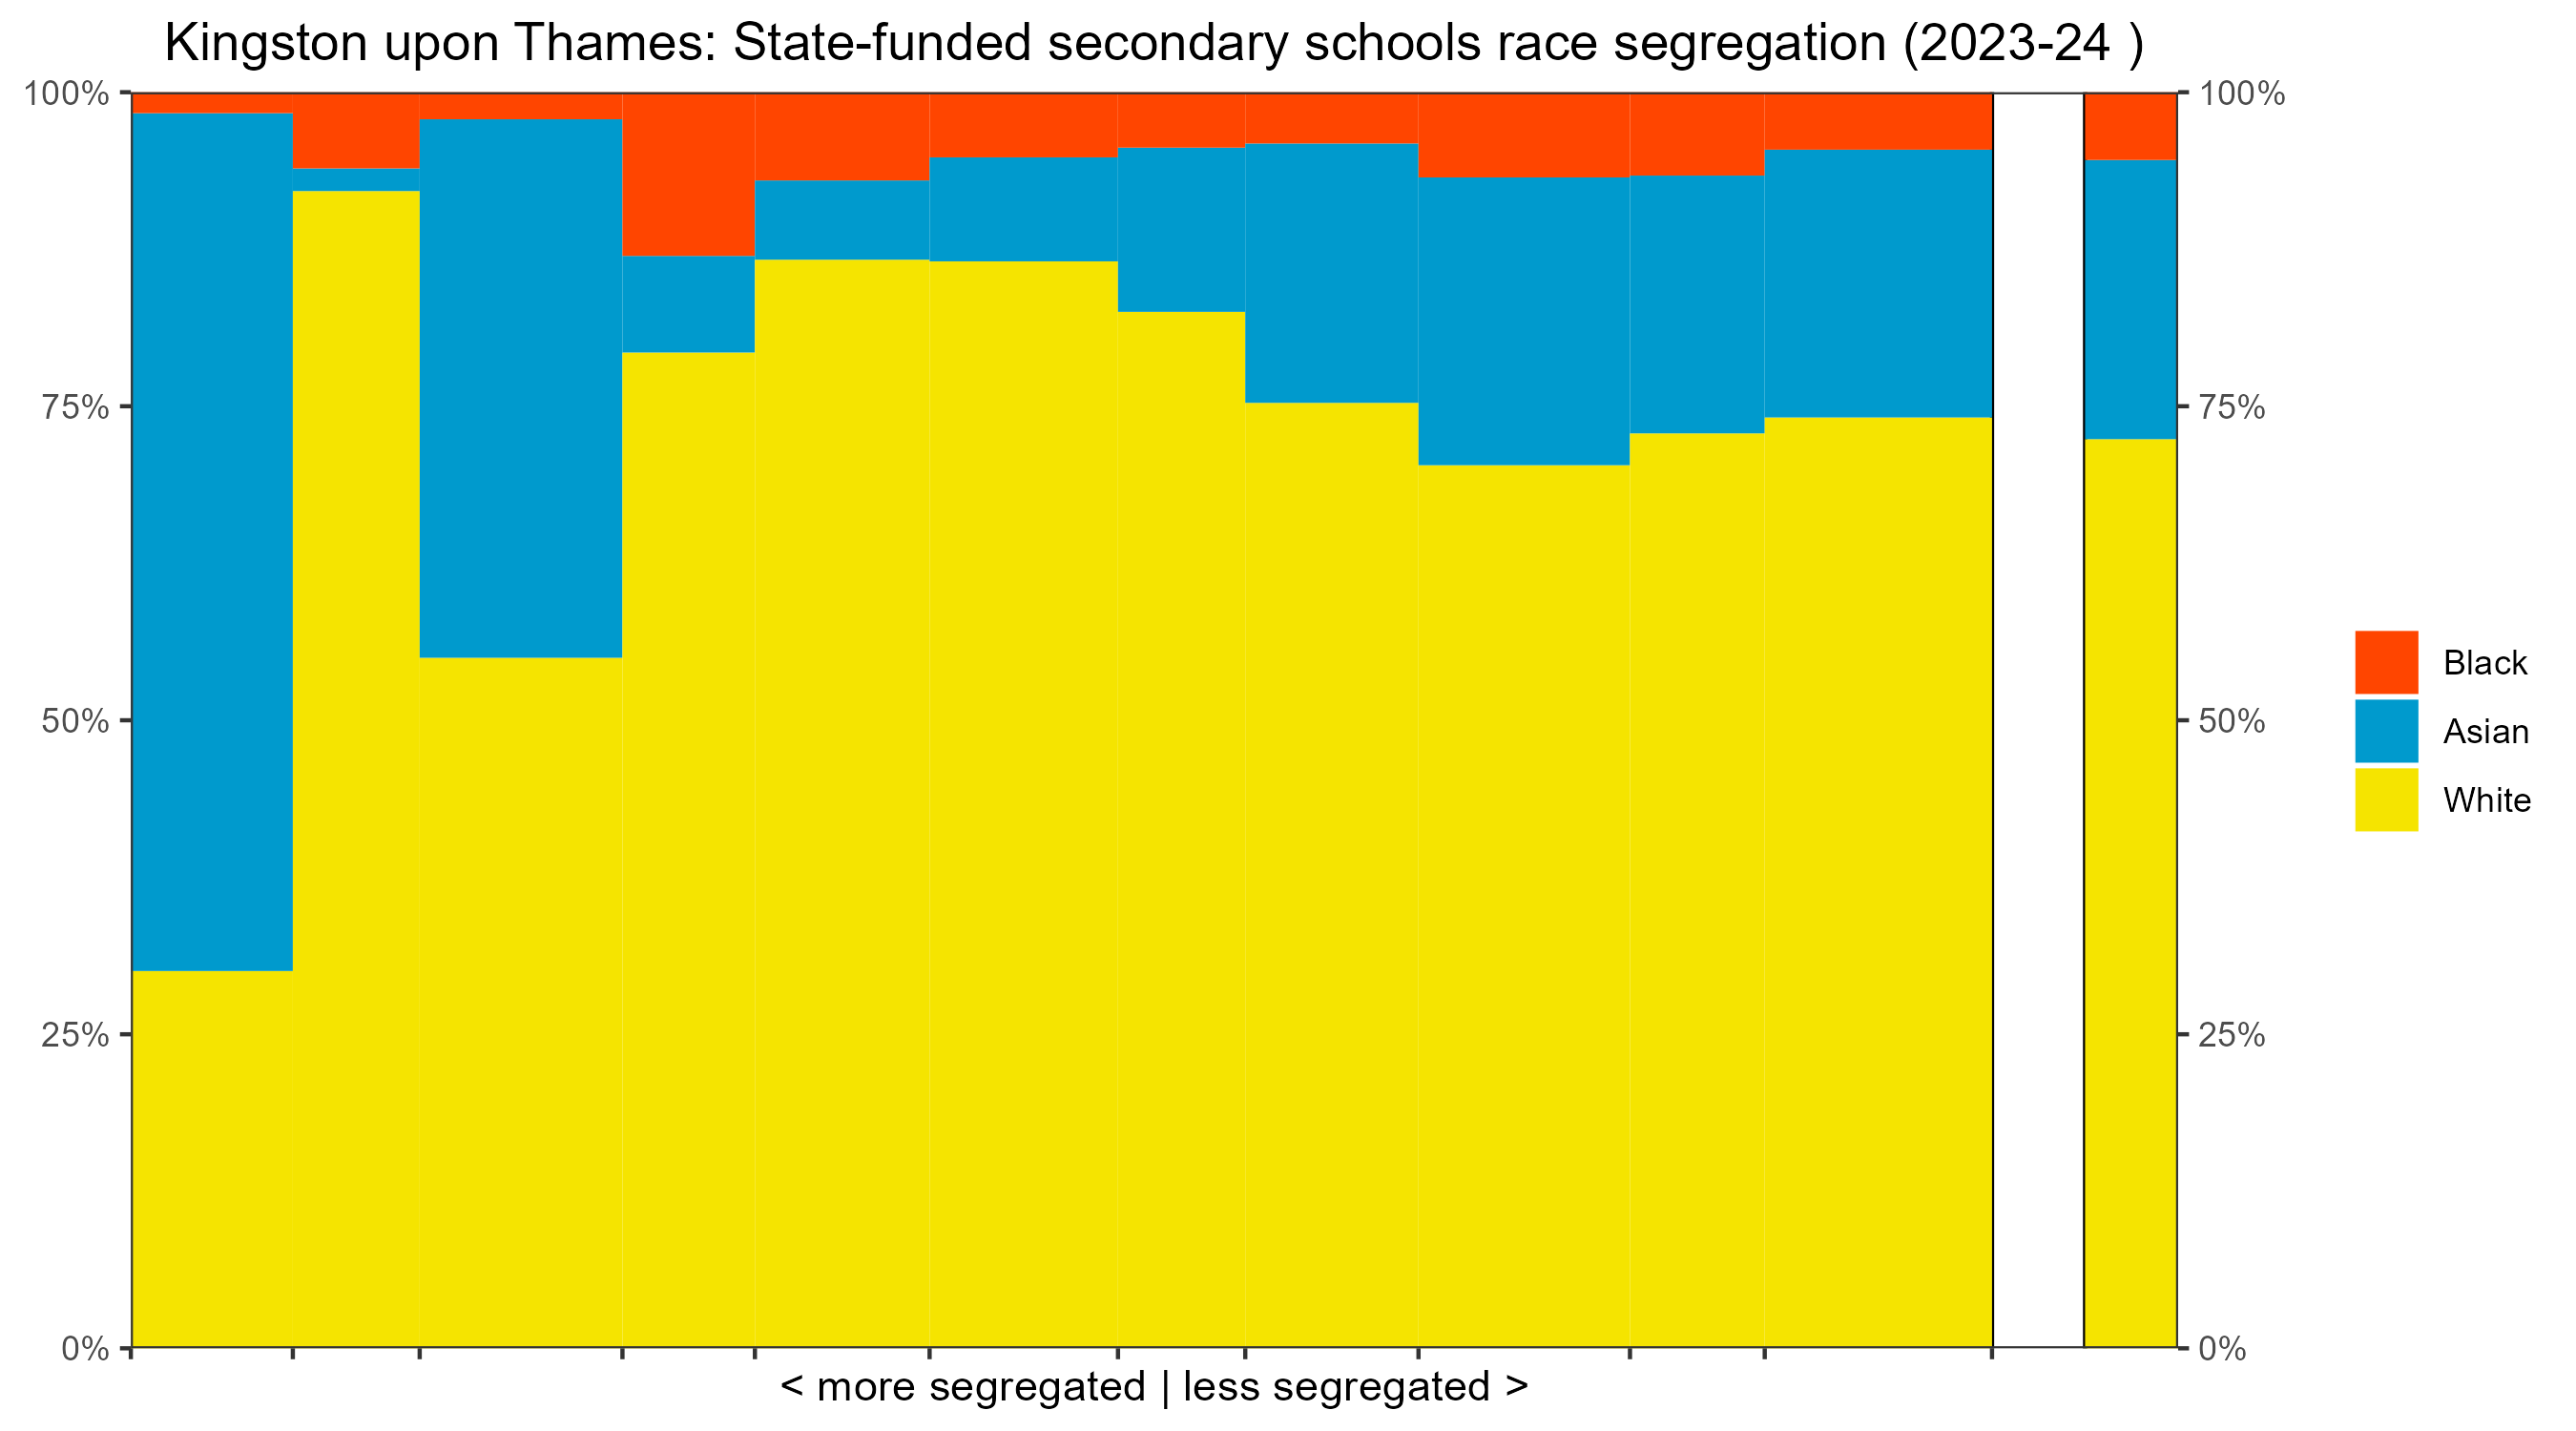 Kingston upon Thames: State-funded secondary schools race segregation (2023-24 )
100%
100%
75%
75%
50%
50%
25%
25%
0%
0%
Black
Asian
White
< more segregated | less segregated >